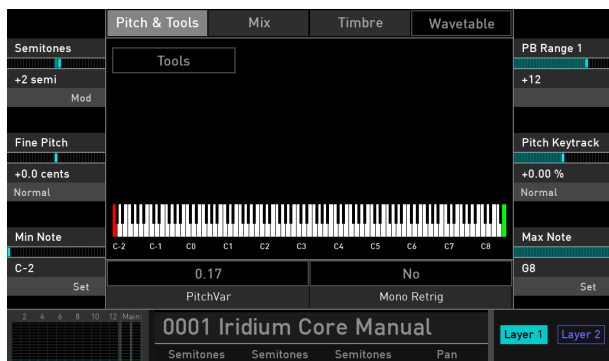 Pitch & Tools Mix Timbre Wavetable
Semitones
+2 semi
Mod
Tools
PB Range 1
+12
Fine Pitch
+0.0 cents
Normal
Pitch Keytrack
+0.00 %
Normal
Min Note
C-2
Set
C-2 C-1 C0 C1 C2 C3 C4 C5 C6 C7 C8
Max Note
G8
Set
0.17 No
PitchVar Mono Retrig
2 4 6 8 10 12 Main
0001 Iridium Core Manual
Semitones Semitones Semitones Pan
Layer 1 Layer 2